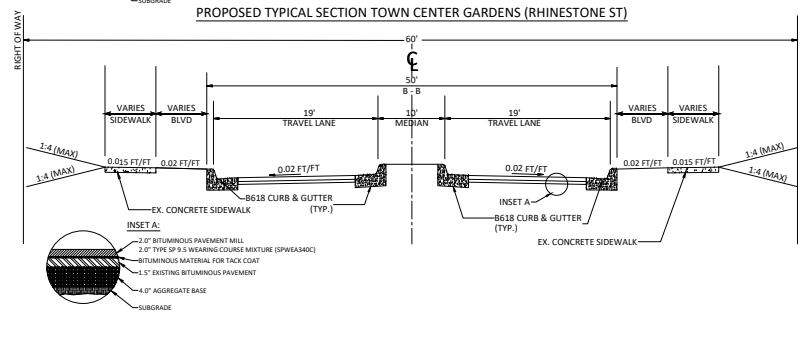 SUBGRADE
PROPOSED TYPICAL SECTION TOWN CENTER GARDENS (RHINESTONE ST)
RIGHT OF WAY
60'
CL
50'
B - B
VARIES
SIDEWALK
VARIES
BLVD
19'
TRAVEL LANE
10'
MEDIAN
19'
TRAVEL LANE
VARIES
BLVD
VARIES
SIDEWALK
1:4 (MAX)
1:4 (MAX)
0.015 FT/FT
0.02 FT/FT
0.02 FT/FT
0.02 FT/FT
0.02 FT/FT
0.015 FT/FT
1:4 (MAX)
1:4 (MAX)
B618 CURB & GUTTER
(TYP.)
INSET A
B618 CURB & GUTTER
(TYP.)
EX. CONCRETE SIDEWALK
EX. CONCRETE SIDEWALK
INSET A:
2.0" BITUMINOUS PAVEMENT MILL
2.0" TYPE SP 9.5 WEARING COURSE MIXTURE (SPWEA340C)
BITUMINOUS MATERIAL FOR TACK COAT
1.5" EXISTING BITUMINOUS PAVEMENT
4.0" AGGREGATE BASE
SUBGRADE